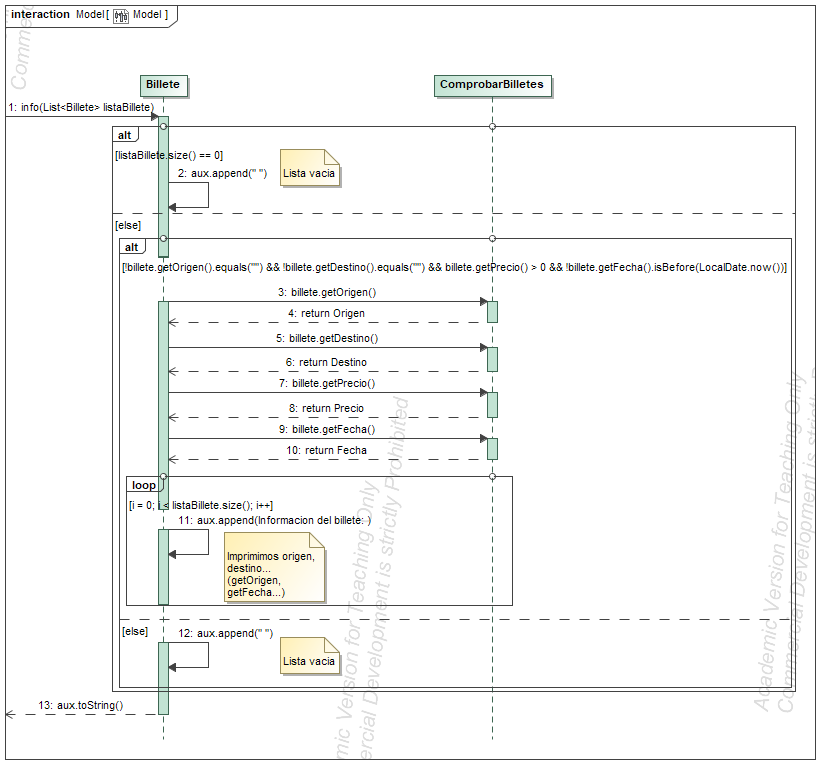 interaction Model[ Model ]
Commerc
Billete
ComprobarBilletes
1: info(List<Billete> listaBillete)
alt
[listaBillete.size() == 0]
2: aux.append(" ")
Lista vacia
[else]
alt
[!billete.getOrigen().equals("") && !billete.getDestino().equals("") && billete.getPrecio() > 0 && !billete.getFecha().isBefore(LocalDate.now())]
3: billete.getOrigen()
4: return Origen
5: billete.getDestino()
6: return Destino
7: billete.getPrecio()
8: return Precio
9: billete.getFecha()
10: return Fecha
loop
[i = 0; i < listaBillete.size(); i++]
11: aux.append(Informacion del billete: )
Imprimimos origen,
destino...
(getOrigen,
getFecha...)
[else]
12: aux.append(" ")
Lista vacia
13: aux.toString()
mic Version for Teaching Only
ercial Development is strictly Prohibited
Academic Version for Teaching Only
Commercial Development is strictly P